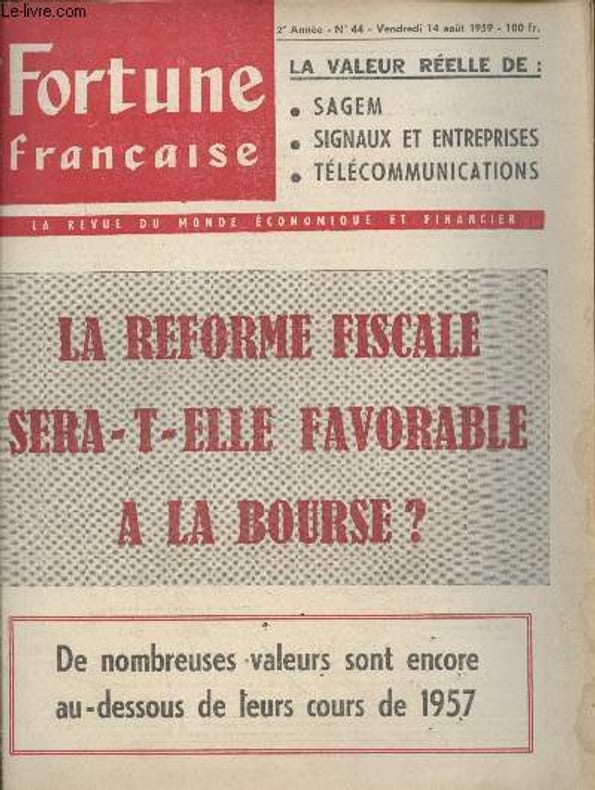 Le-livre.com
2e Année - N° 44 - Vendredi 14 août 1959 - 100 fr.
Fortune
française
LA VALEUR RÉELLE DE :
• SAGEM
• SIGNAUX ET ENTREPRISES
• TÉLÉCOMMUNICATIONS
LA REVUE DU MONDE ÉCONOMIQUE ET FINANCIER
LA REFORME FISCALE
SERA-T-ELLE FAVORABLE
A LA BOURSE ?
De nombreuses valeurs sont encore
au-dessous de leurs cours de 1957